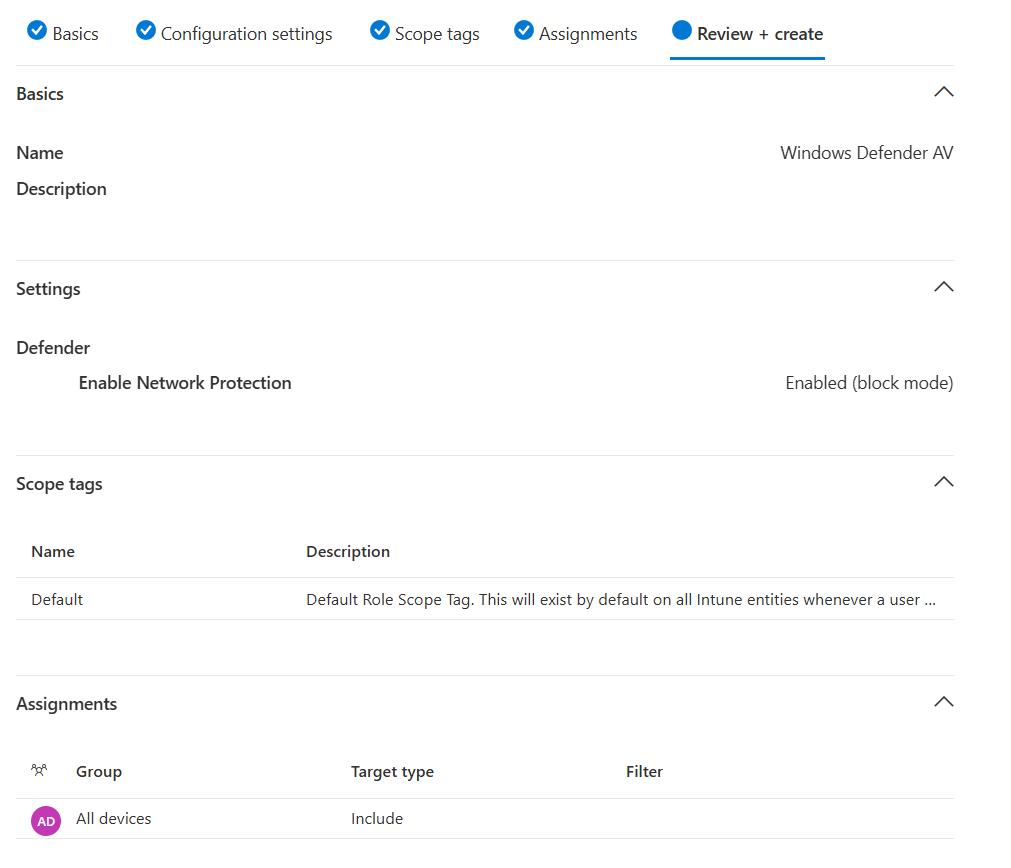 Basics Configuration settings Scope tags Assignments Review + create
Basics
Name Windows Defender AV
Description
Settings
Defender
Enable Network Protection Enabled (block mode)
Scope tags
Name Description
Default Default Role Scope Tag. This will exist by default on all Intune entities whenever a user ...
Assignments
Group Target type Filter
AD All devices Include